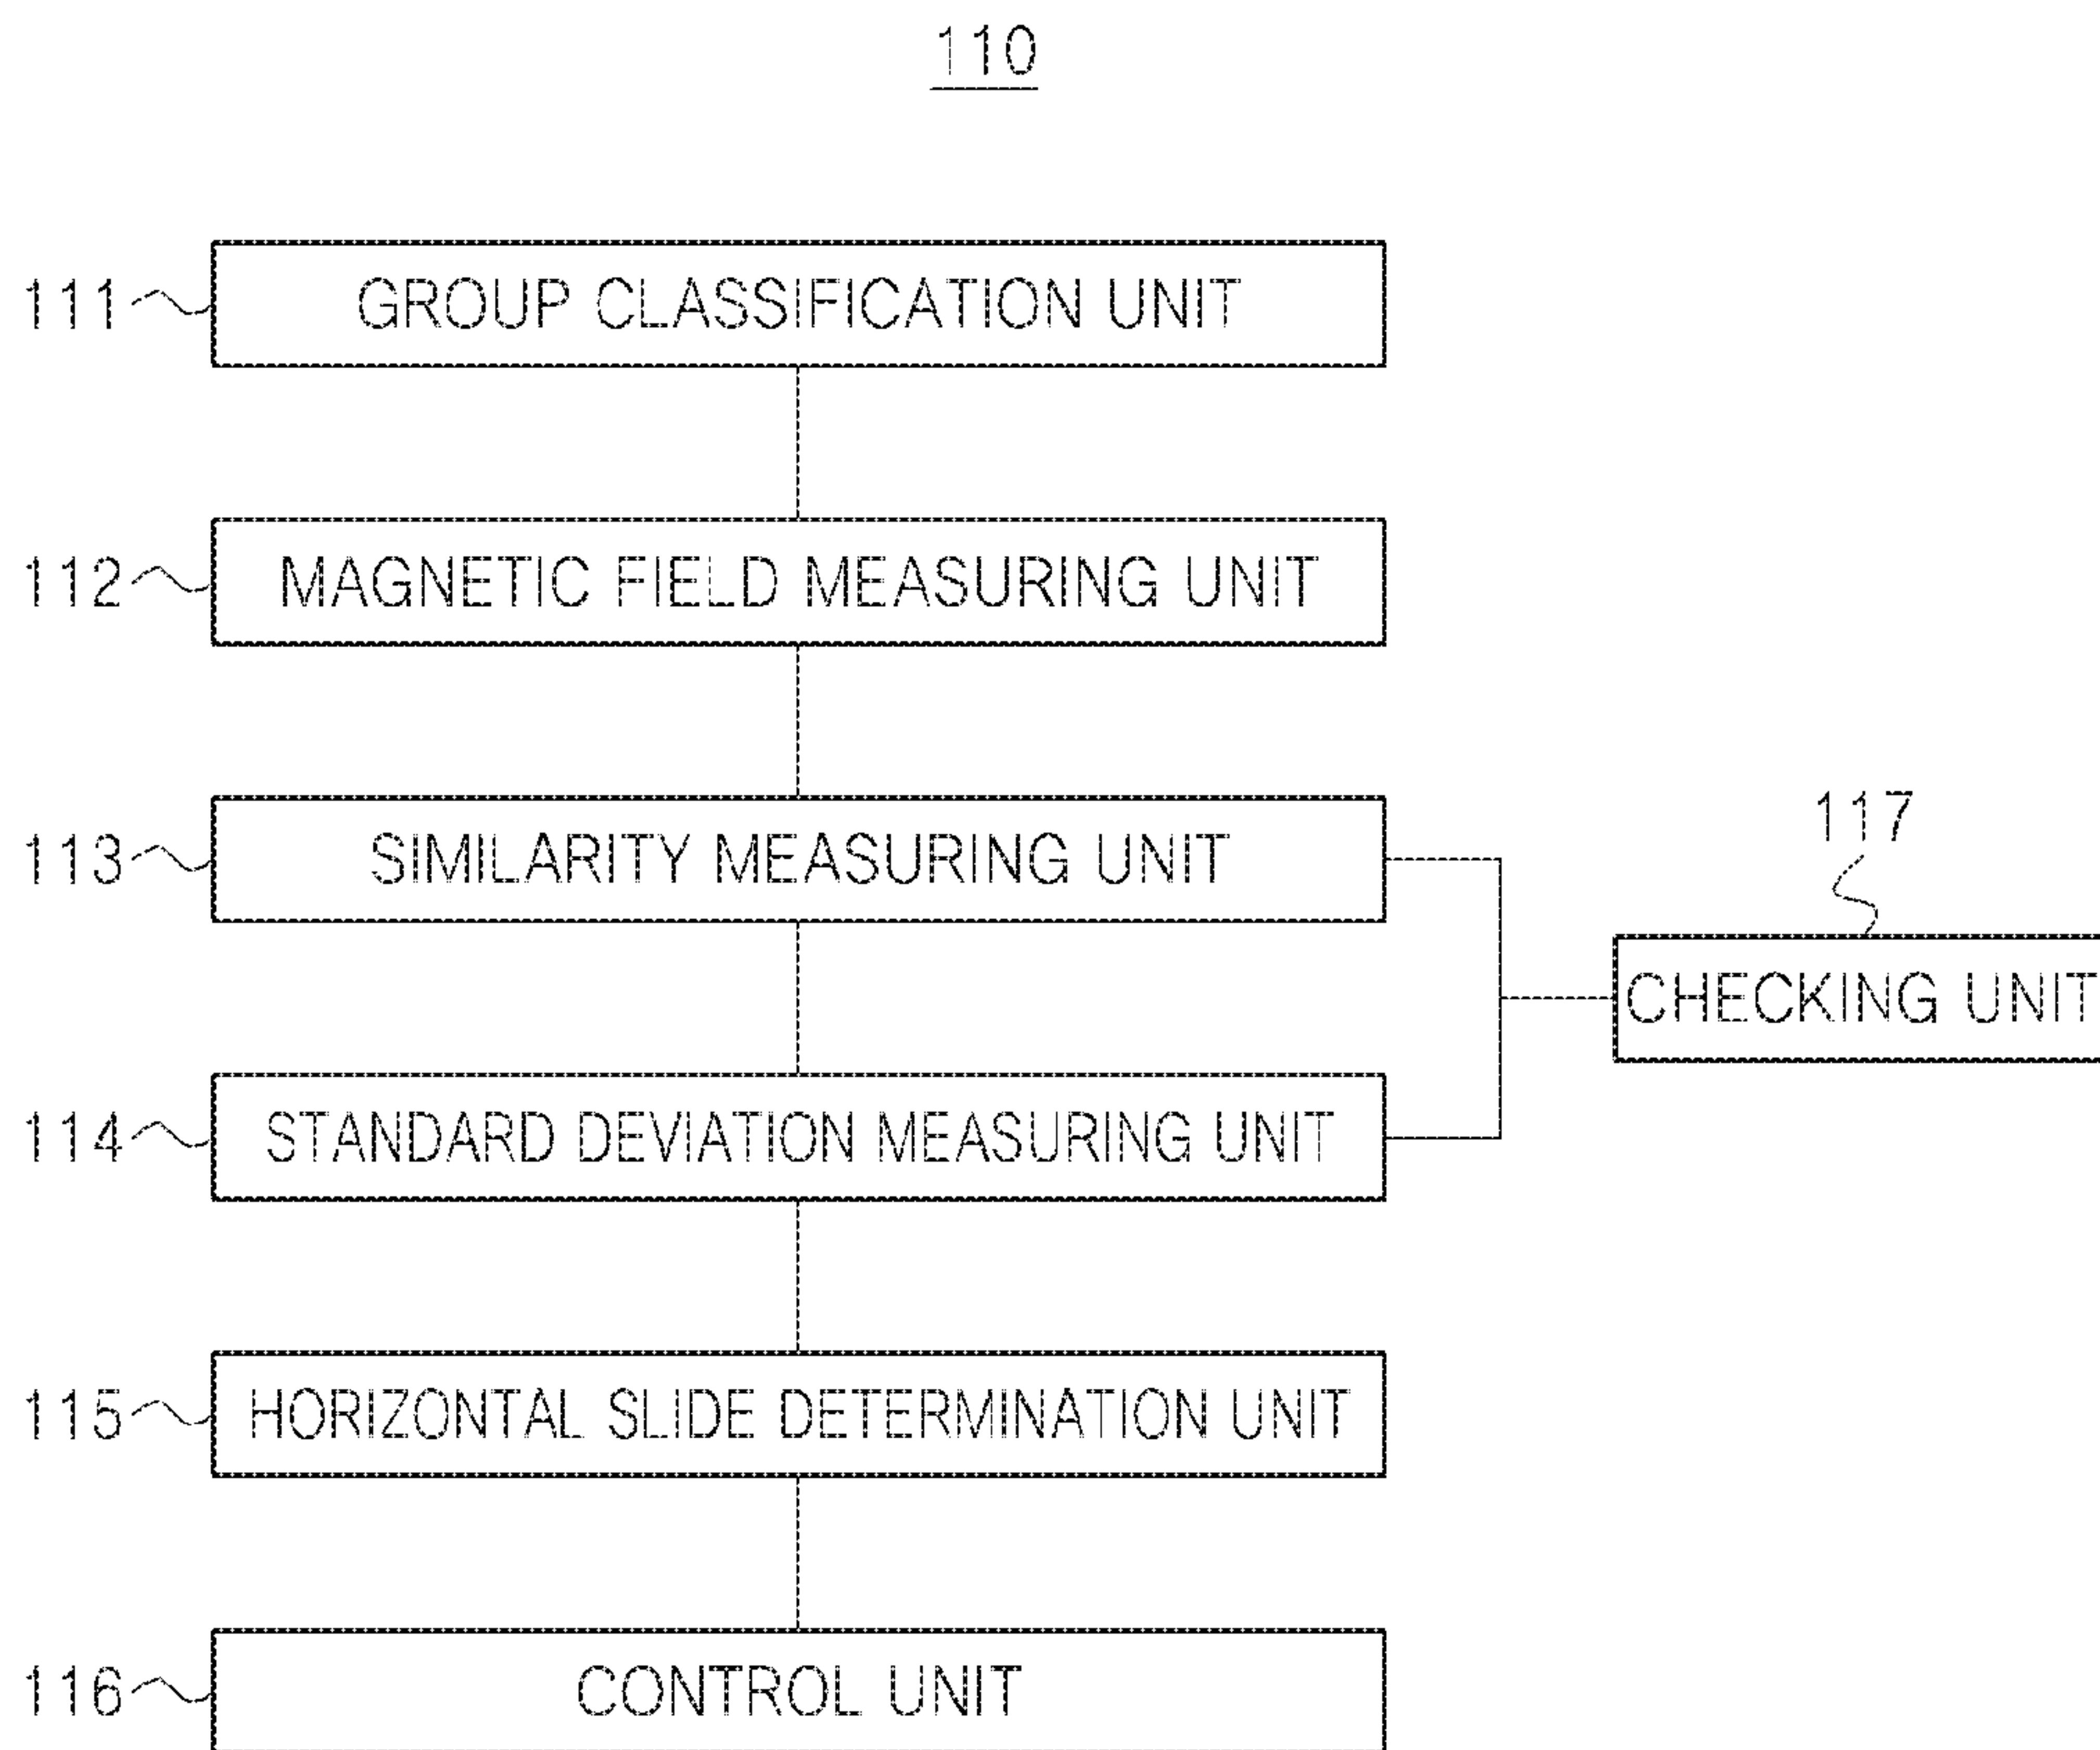 110
111 GROUP CLASSIFICATION UNIT
112 MAGNETIC FIELD MEASURING UNIT
113 SIMILARITY MEASURING UNIT
117
CHECKING UNIT
114 STANDARD DEVIATION MEASURING UNIT
115 HORIZONTAL SLIDE DETERMINATION UNIT
116 CONTROL UNIT